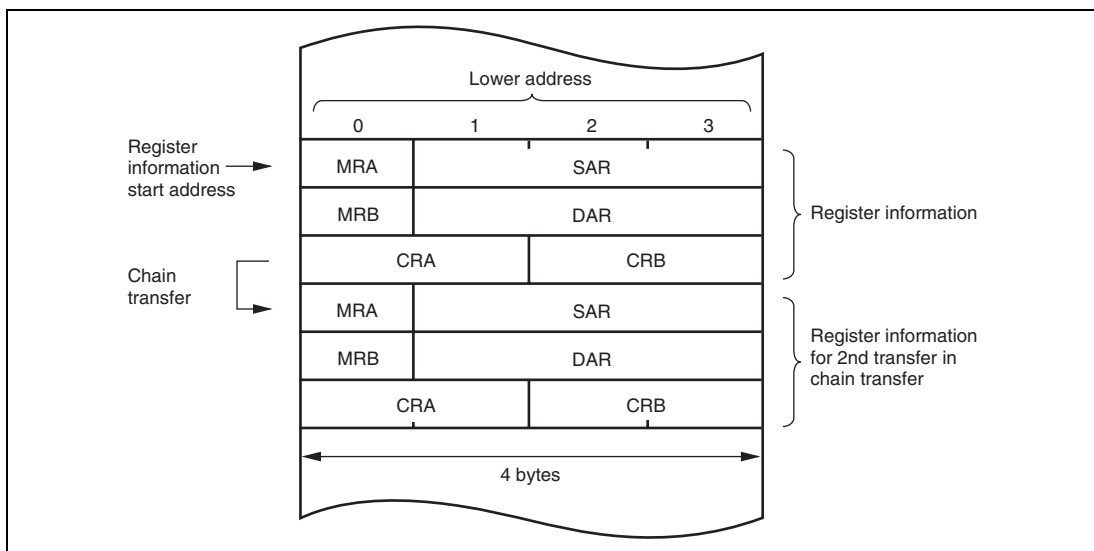 Lower address
0 1 2 3
Register
information
start address
MRA SAR
MRB DAR
CRA CRB
Register information
Chain
transfer
MRA SAR
MRB DAR
CRA CRB
Register information
for 2nd transfer in
chain transfer
4 bytes